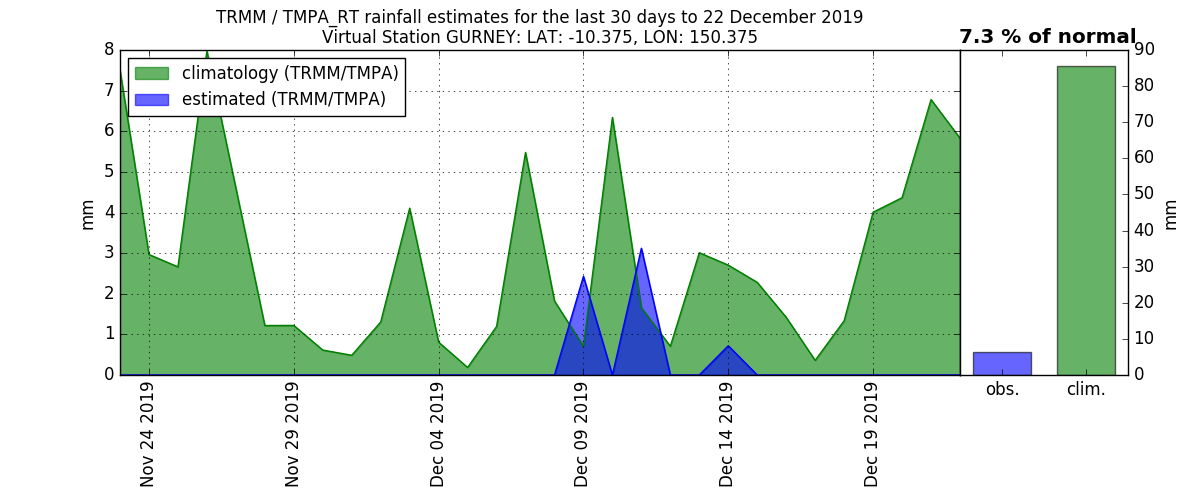 TRMM / TMPA_RT rainfall estimates for the last 30 days to 22 December 2019
Virtual Station GURNEY: LAT: -10.375, LON: 150.375
7.3 % of normal
climatology (TRMM/TMPA)
estimated (TRMM/TMPA)
8
7
6
5
4
3
2
1
0
mm
Nov 24 2019
Nov 29 2019
Dec 04 2019
Dec 09 2019
Dec 14 2019
Dec 19 2019
90
80
70
60
50
40
30
20
10
0
mm
obs.
clim.